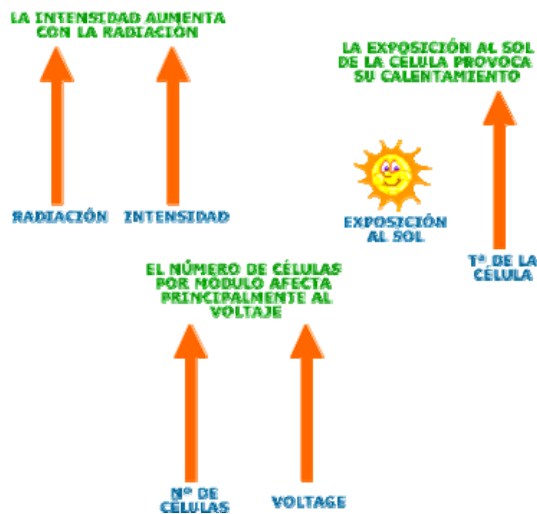 LA INTENSIDAD AUMENTA
CON LA RADIACIÓN
RADIACIÓN
INTENSIDAD
LA EXPOSICIÓN AL SOL
DE LA CÉLULA PROVOCA
SU CALENTAMIENTO
EXPOSICIÓN
AL SOL
Tª DE LA
CÉLULA
EL NÚMERO DE CÉLULAS
POR MÓDULO AFECTA
PRINCIPALMENTE AL
VOLTAJE
Nº DE
CÉLULAS
VOLTAGE